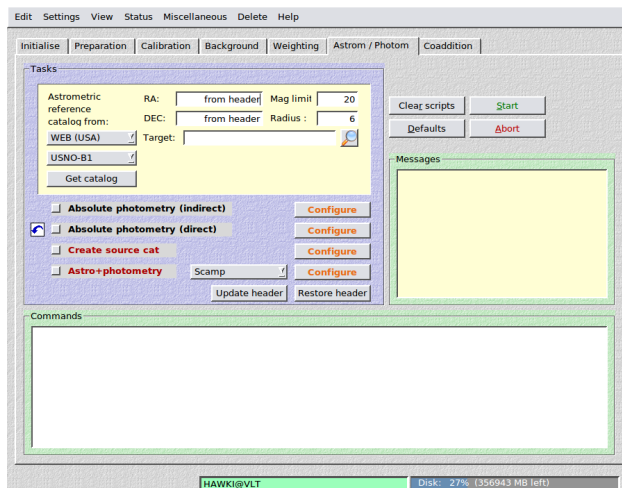 Edit Settings View Status Miscellaneous Delete Help
Initialise Preparation Calibration Background Weighting Astrom / Photom Coaddition
Tasks
Astrometric
reference
catalog from:
RA: from header Mag limit 20
DEC: from header Radius : 6
WEB (USA) Target:
USNO-B1
Get catalog
Absolute photometry (indirect) Configure
Absolute photometry (direct) Configure
Create source cat Configure
Astro+photometry Scamp Configure
Update header Restore header
Clear scripts Start
Defaults Abort
Messages
Commands
HAWKI@VLT Disk: 27% (356943 MB left)